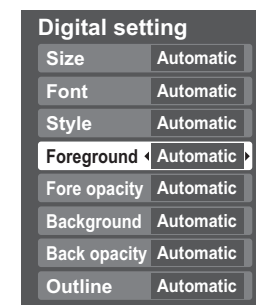 Digital setting
Size Automatic
Font Automatic
Style Automatic
Foreground Automatic
Fore opacity Automatic
Background Automatic
Back opacity Automatic
Outline Automatic